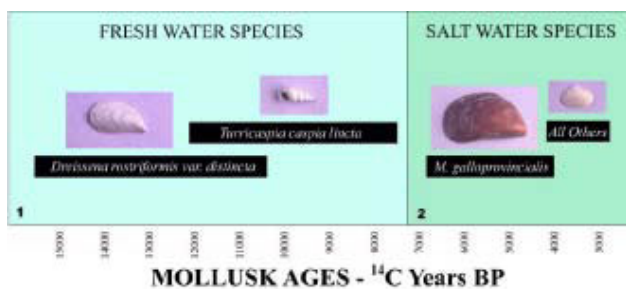 FRESH WATER SPECIES
SALT WATER SPECIES
Turricaspia caspia lincta
All Others
Dreissena rostriformis var. distincta
M. galloprovincialis
1
2
15000 14000 13000 12000 11000 10000 9000 8000 7000 6000 5000 4000 3000
MOLLUSK AGES - ¹⁴C Years BP